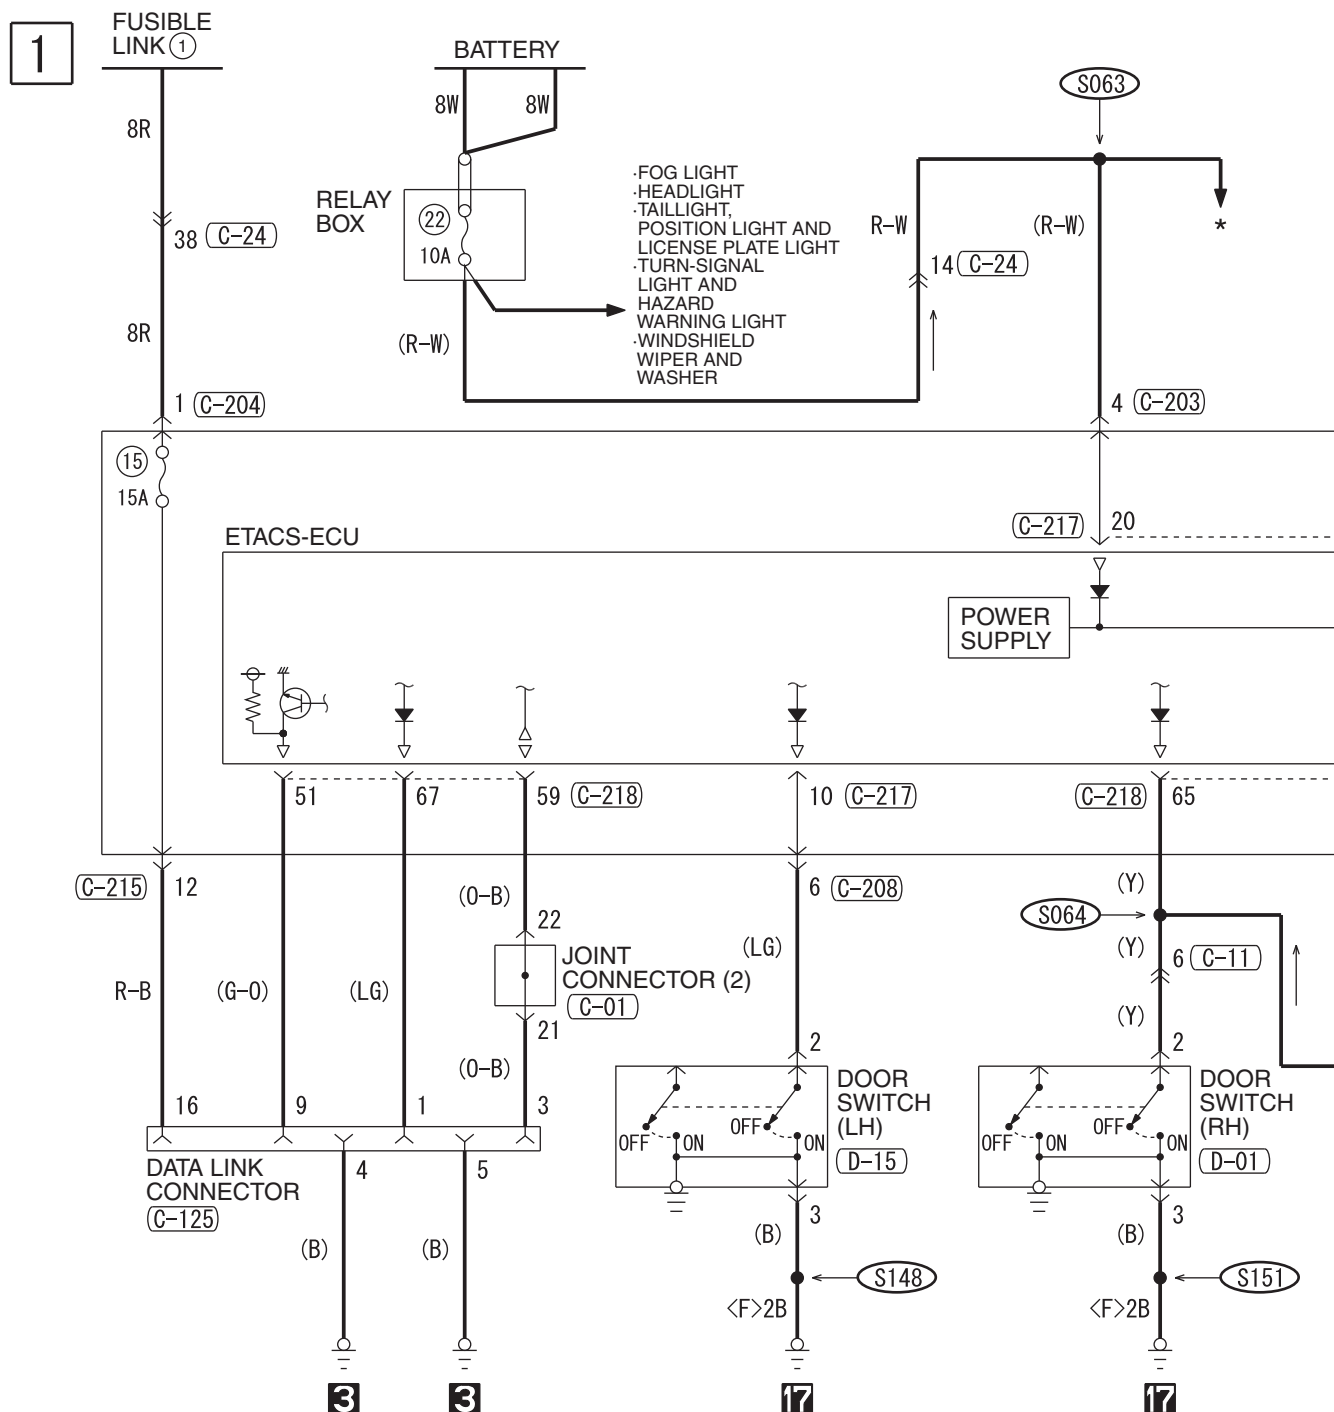 1
FUSIBLE
LINK ①
BATTERY
8W
8W
S063
8R
RELAY
BOX
22
10A
·FOG LIGHT
·HEADLIGHT
·TAILLIGHT,
POSITION LIGHT AND
LICENSE PLATE LIGHT
·TURN-SIGNAL
LIGHT AND
HAZARD
WARNING LIGHT
·WINDSHIELD
WIPER AND
WASHER
R-W
(R-W)
*
38 C-24
14 C-24
8R
(R-W)
1 C-204
4 C-203
15
15A
C-217 20
ETACS-ECU
POWER
SUPPLY
51
67
59 C-218
10 C-217
C-218 65
C-215 12
6 C-208
(O-B)
22
(Y)
S064
JOINT
CONNECTOR (2)
C-01
(LG)
(Y)
6 C-11
R-B
(G-O)
(LG)
21
(Y)
(O-B)
2
2
16
9
1
3
OFF
ON
OFF
ON
DOOR
SWITCH
(LH)
D-15
OFF
ON
OFF
ON
DOOR
SWITCH
(RH)
D-01
DATA LINK
CONNECTOR
C-125
4
5
3
3
(B)
(B)
(B)
(B)
S148
S151
<F>2B
<F>2B
3
3
17
17